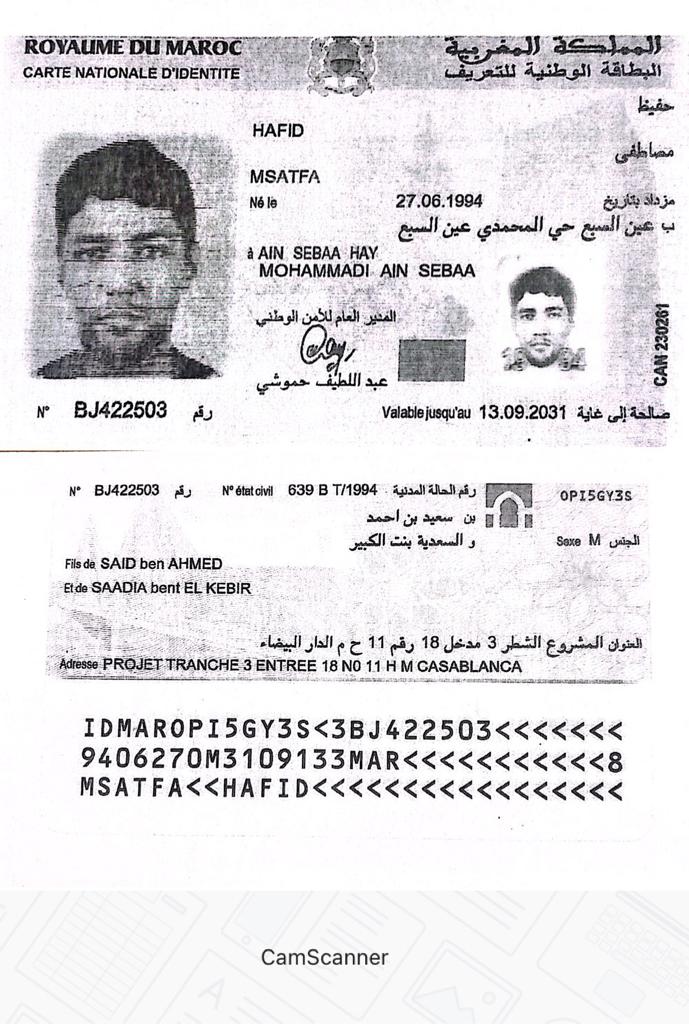 ROYAUME DU MAROC
المملكة المغربية
CARTE NATIONALE D'IDENTITE
البطاقة الوطنية للتعريف
حفيظ
HAFID
مصاطفى
MSATFA
Né le 27.06.1994 مزداد بتاريخ
ب عين السبع حي المحمدي عين السبع
à AIN SEBAA HAY
MOHAMMADI AIN SEBAA
المدير العام للأمن الوطني
عبد اللطيف حموشي
CAN 230261
N° BJ422503 رقم
Valable jusqu'au 13.09.2031 صالحة إلى غاية
N° BJ422503 رقم
N° état civil 639 B T/1994 رقم الحالة المدنية
OPI5GY3S
بن سعيد بن احمد
و السعدية بنت الكبير
Sexe M الجنس
Fils de SAID ben AHMED
Et de SAADIA bent EL KEBIR
العنوان المشروع الشطر 3 مدخل 18 رقم 11 ح م الدار البيضاء
Adresse PROJET TRANCHE 3 ENTREE 18 N0 11 H M CASABLANCA
IDMAROPI5GY3S<3BJ422503<<<<<<<
9406270M3109133MAR<<<<<<<<<<<8
MSATFA<<HAFID<<<<<<<<<<<<<<<<<
CamScanner